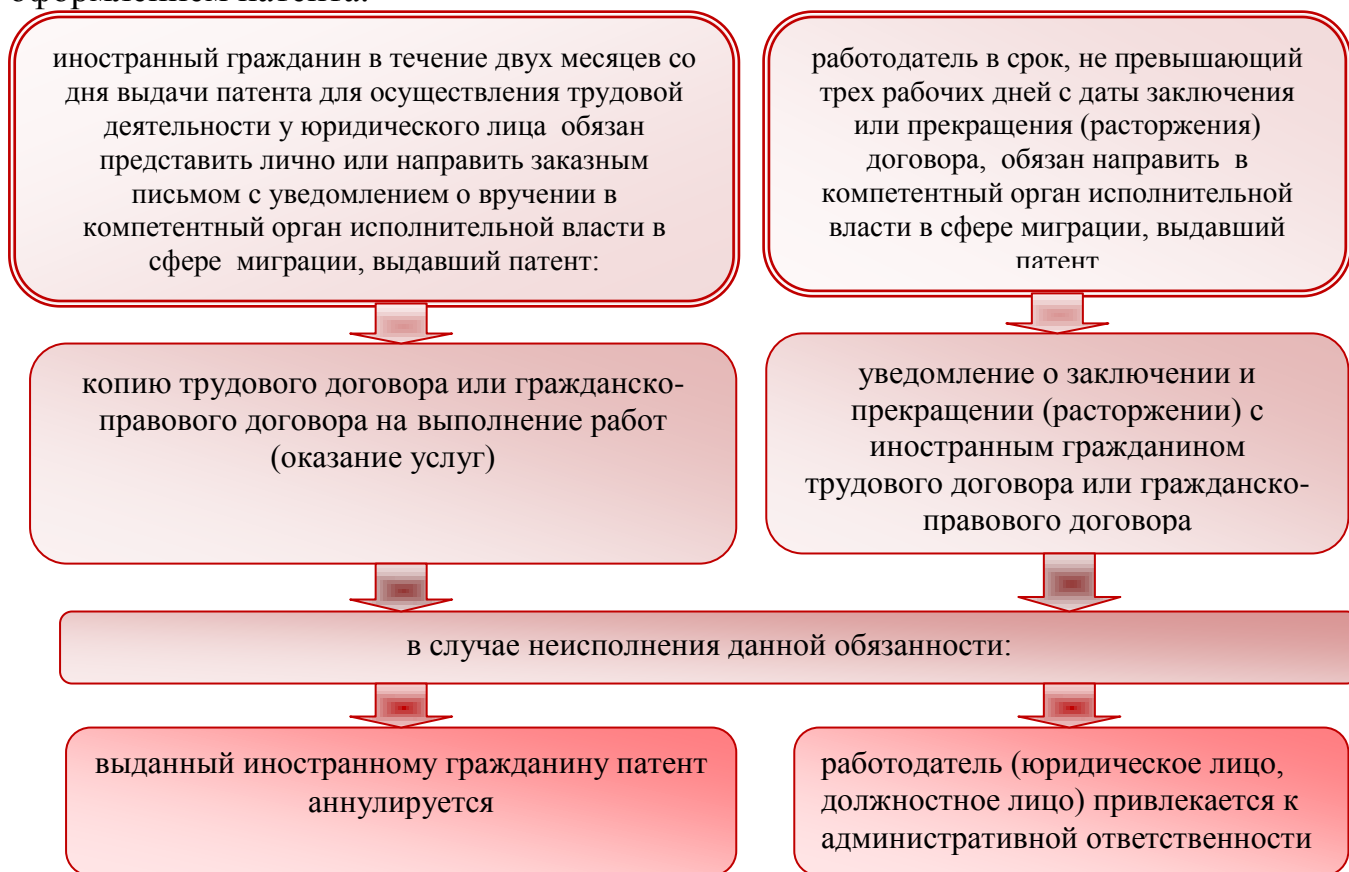 оформлением патента.
иностранный гражданин в течение двух месяцев со
дня выдачи патента для осуществления трудовой
деятельности у юридического лица обязан
представить лично или направить заказным
письмом с уведомлением о вручении в
компетентный орган исполнительной власти в
сфере миграции, выдавший патент:
работодатель в срок, не превышающий
трех рабочих дней с даты заключения
или прекращения (расторжения)
договора, обязан направить в
компетентный орган исполнительной
власти в сфере миграции, выдавший
патент
копию трудового договора или гражданско-
правового договора на выполнение работ
(оказание услуг)
уведомление о заключении и
прекращении (расторжении) с
иностранным гражданином
трудового договора или гражданско-
правового договора
в случае неисполнения данной обязанности:
выданный иностранному гражданину патент
аннулируется
работодатель (юридическое лицо,
должностное лицо) привлекается к
административной ответственности